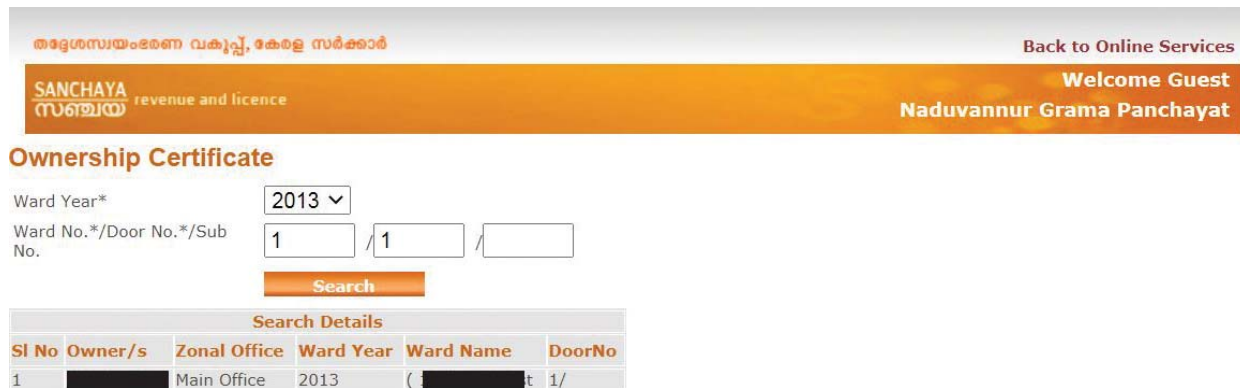 തദ്ദേശസ്വയംഭരണ വകുപ്പ്, കേരള സർക്കാർ
Back to Online Services
SANCHAYA
സഞ്ചയ
revenue and licence
Welcome Guest
Naduvannur Grama Panchayat
Ownership Certificate
Ward Year*
2013
Ward No.*/Door No.*/Sub No.
1 / 1 /
Search
Search Details
Sl No Owner/s Zonal Office Ward Year Ward Name DoorNo
1 Main Office 2013 ( 1/